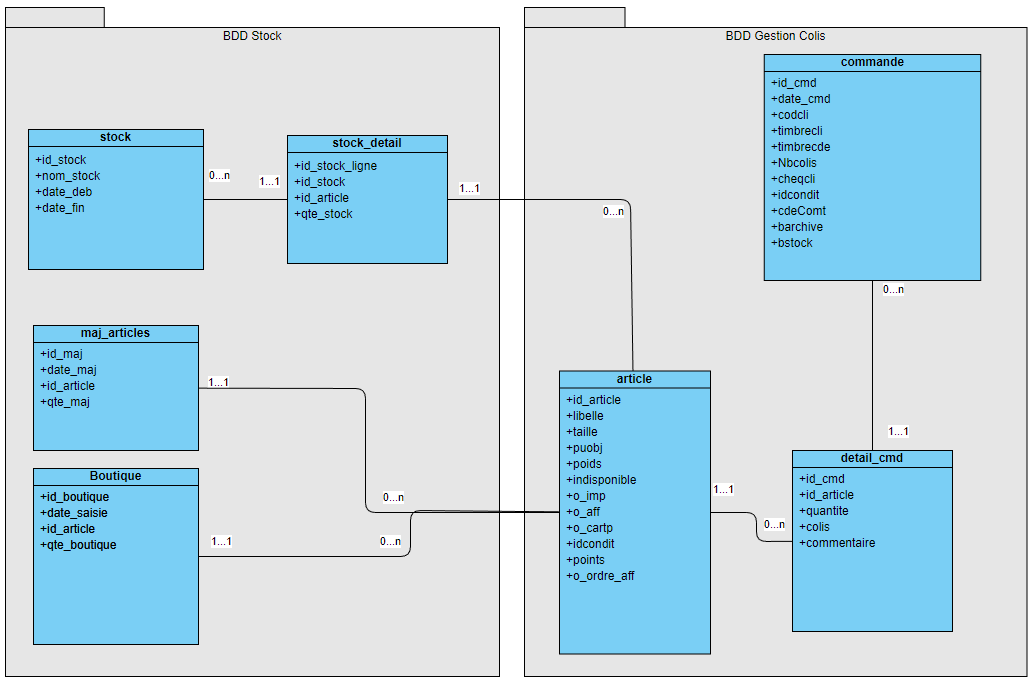 BDD Stock
stock
+id_stock
+nom_stock
+date_deb
+date_fin
0...n
1...1
stock_detail
+id_stock_ligne
+id_stock
+id_article
+qte_stock
1...1
0...n
maj_articles
+id_maj
+date_maj
+id_article
+qte_maj
1...1
0...n
Boutique
+id_boutique
+date_saisie
+id_article
+qte_boutique
1...1
0...n
BDD Gestion Colis
commande
+id_cmd
+date_cmd
+codcli
+timbrecli
+timbrecde
+Nbcolis
+cheqcli
+idcondit
+cdeComt
+barchive
+bstock
0...n
1...1
article
+id_article
+libelle
+taille
+puobj
+poids
+indisponible
+o_imp
+o_aff
+o_cartp
+idcondit
+points
+o_ordre_aff
1...1
0...n
detail_cmd
+id_cmd
+id_article
+quantite
+colis
+commentaire